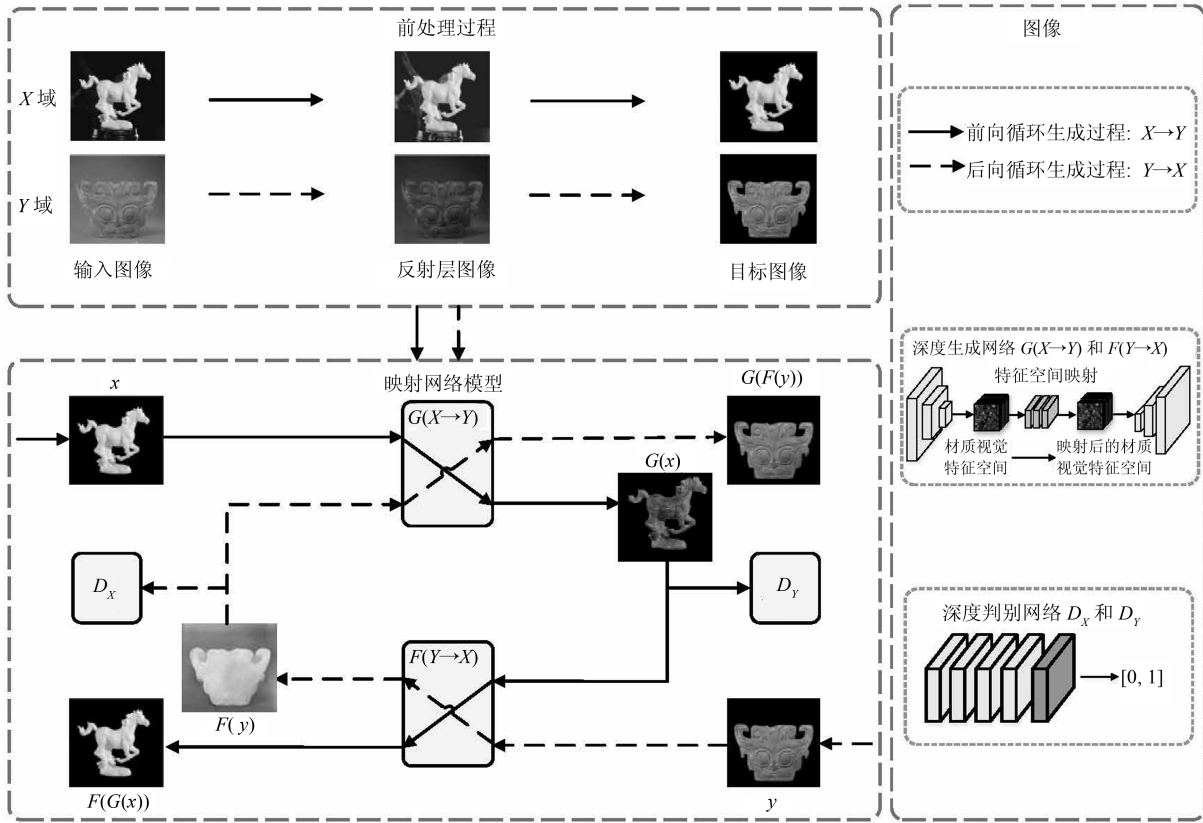 前处理过程
X 域
Y 域
输入图像
反射层图像
目标图像
映射网络模型
x
G(X→Y)
G(F(y))
G(x)
D_X
D_Y
F(Y→X)
F( y)
F(G(x))
y
图像
前向循环生成过程: X→Y
后向循环生成过程: Y→X
深度生成网络 G(X→Y) 和 F(Y→X)
特征空间映射
材质视觉
特征空间
映射后的材质
视觉特征空间
深度判别网络 D_X 和 D_Y
[0, 1]